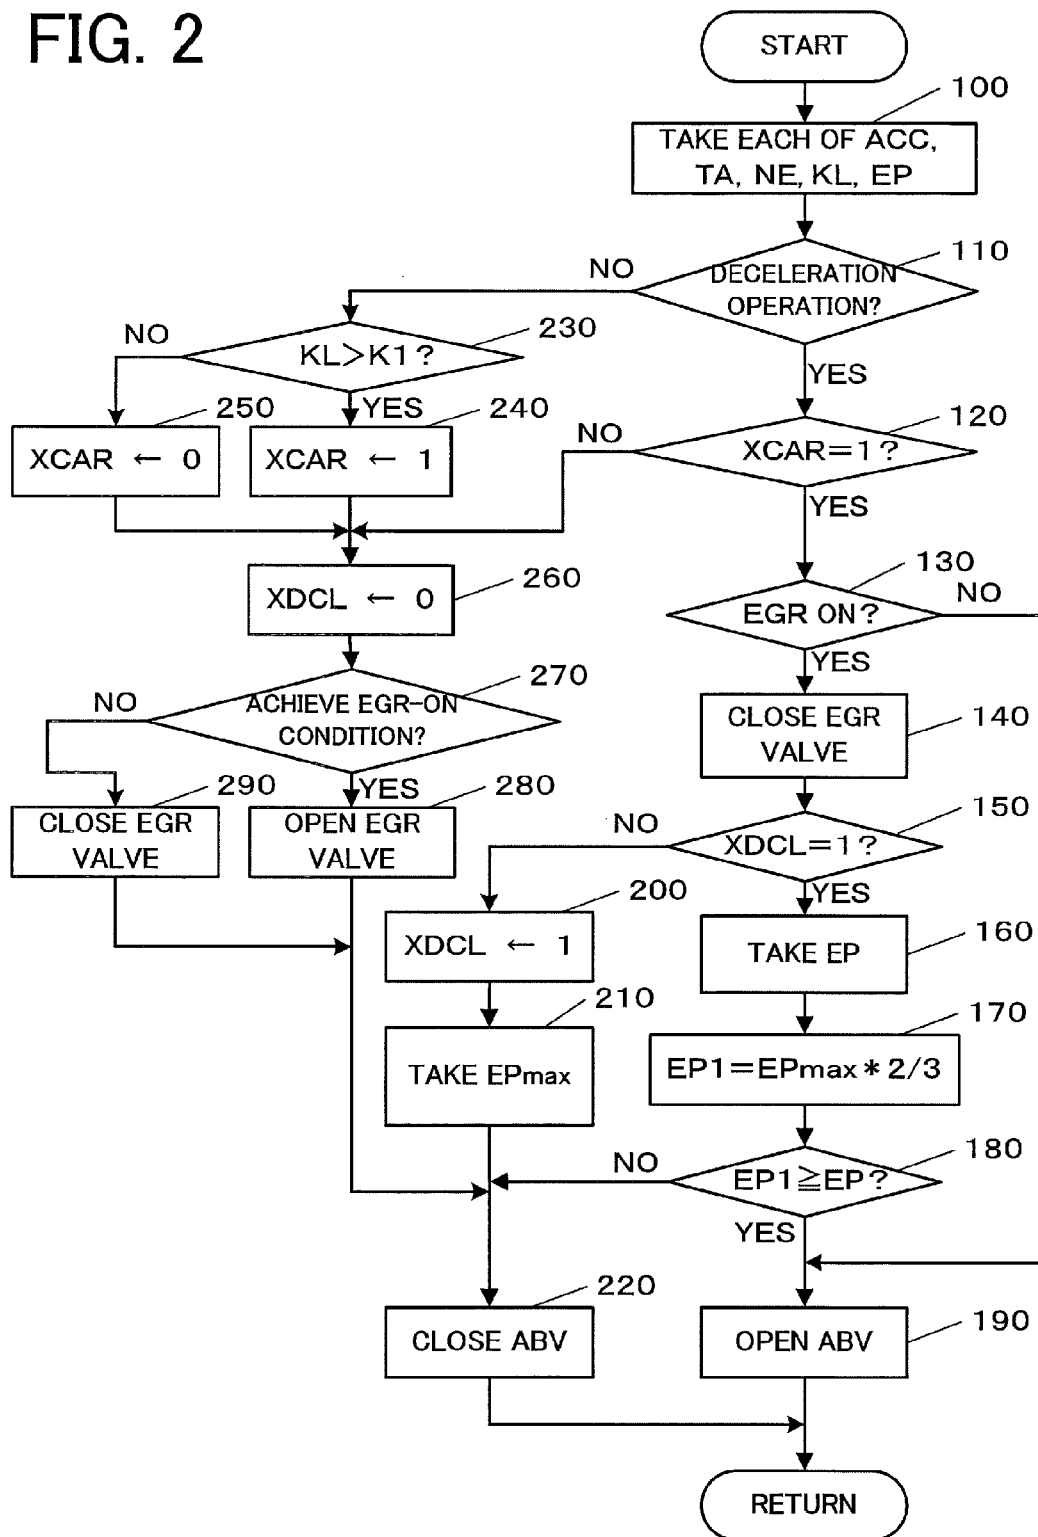 FIG. 2
START
100
TAKE EACH OF ACC,
TA, NE, KL, EP
110
DECELERATION
OPERATION?
NO
YES
230
KL>K1?
NO
YES
250
XCAR ← 0
240
XCAR ← 1
120
XCAR=1?
NO
YES
260
XDCL ← 0
130
EGR ON?
NO
YES
270
ACHIEVE EGR-ON
CONDITION?
NO
YES
140
CLOSE EGR
VALVE
290
CLOSE EGR
VALVE
280
OPEN EGR
VALVE
150
XDCL=1?
NO
YES
200
XDCL ← 1
160
TAKE EP
210
TAKE EPmax
170
EP1=EPmax*2/3
180
EP1≧EP?
NO
YES
220
CLOSE ABV
190
OPEN ABV
RETURN